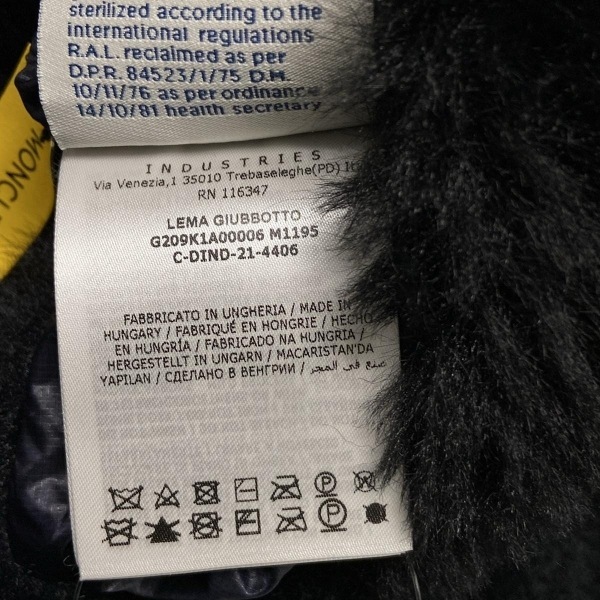 sterilized according to the
international regulations
R.A.L. reclaimed as per
D.P.R. 84523/1/75 D.M.
10/11/76 as per ordinance
14/10/81 health secretary
INDUSTRIES
Via Venezia,1 35010 Trebaseleghe(PD)
RN 116347
LEMA GIUBBOTTO
G209K1A00006 M1195
C-DIND-21-4406
FABBRICATO IN UNGHERIA / MADE IN
HUNGARY / FABRIQUÉ EN HONGRIE / HECHO
EN HUNGRÍA / FABRICADO NA HUNGRIA /
HERGESTELLT IN UNGARN / MACARISTAN'DA
YAPILAN / СДЕЛАНО В ВЕНГРИИ / صنع في المجر
P W
P